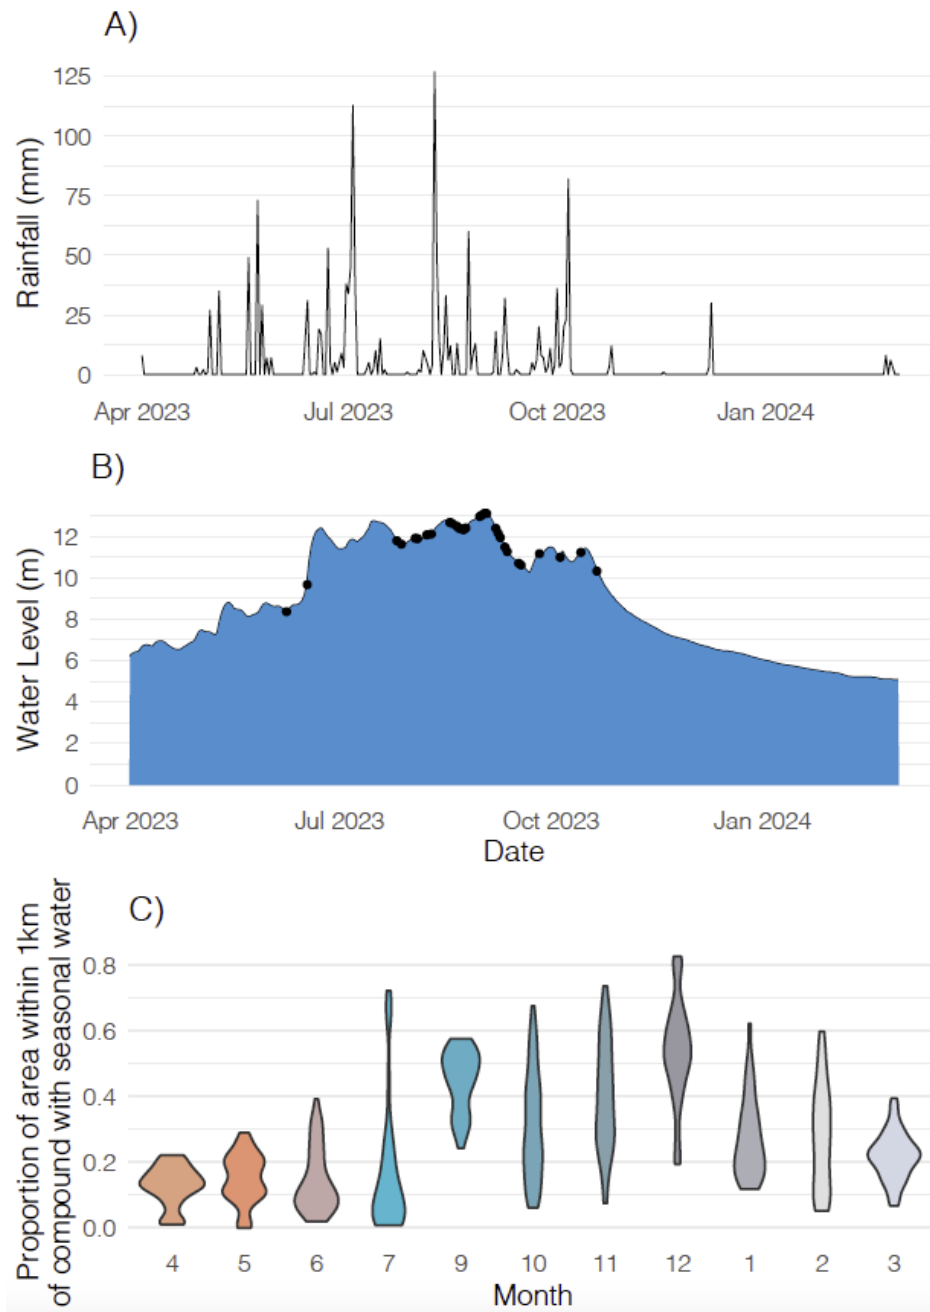 A)
Rainfall (mm)
125
100
75
50
25
0
Apr 2023 Jul 2023 Oct 2023 Jan 2024
B)
Water Level (m)
12
10
8
6
4
2
0
Apr 2023 Jul 2023 Oct 2023 Jan 2024
Date
C)
Proportion of area within 1km
of compound with seasonal water
0.8
0.6
0.4
0.2
0.0
4 5 6 7 9 10 11 12 1 2 3
Month